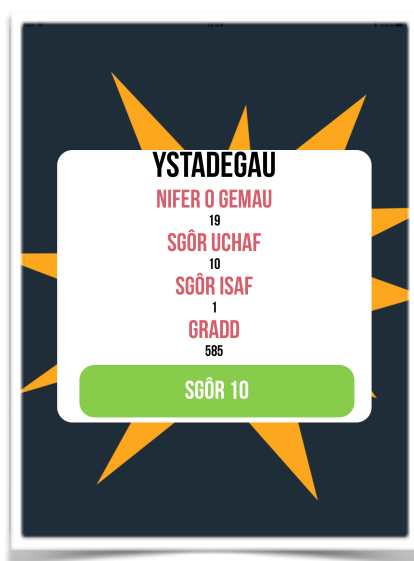 YSTADEGAU
NIFER O GEMAU
19
SGÔR UCHAF
10
SGÔR ISAF
1
GRADD
585
SGÔR 10